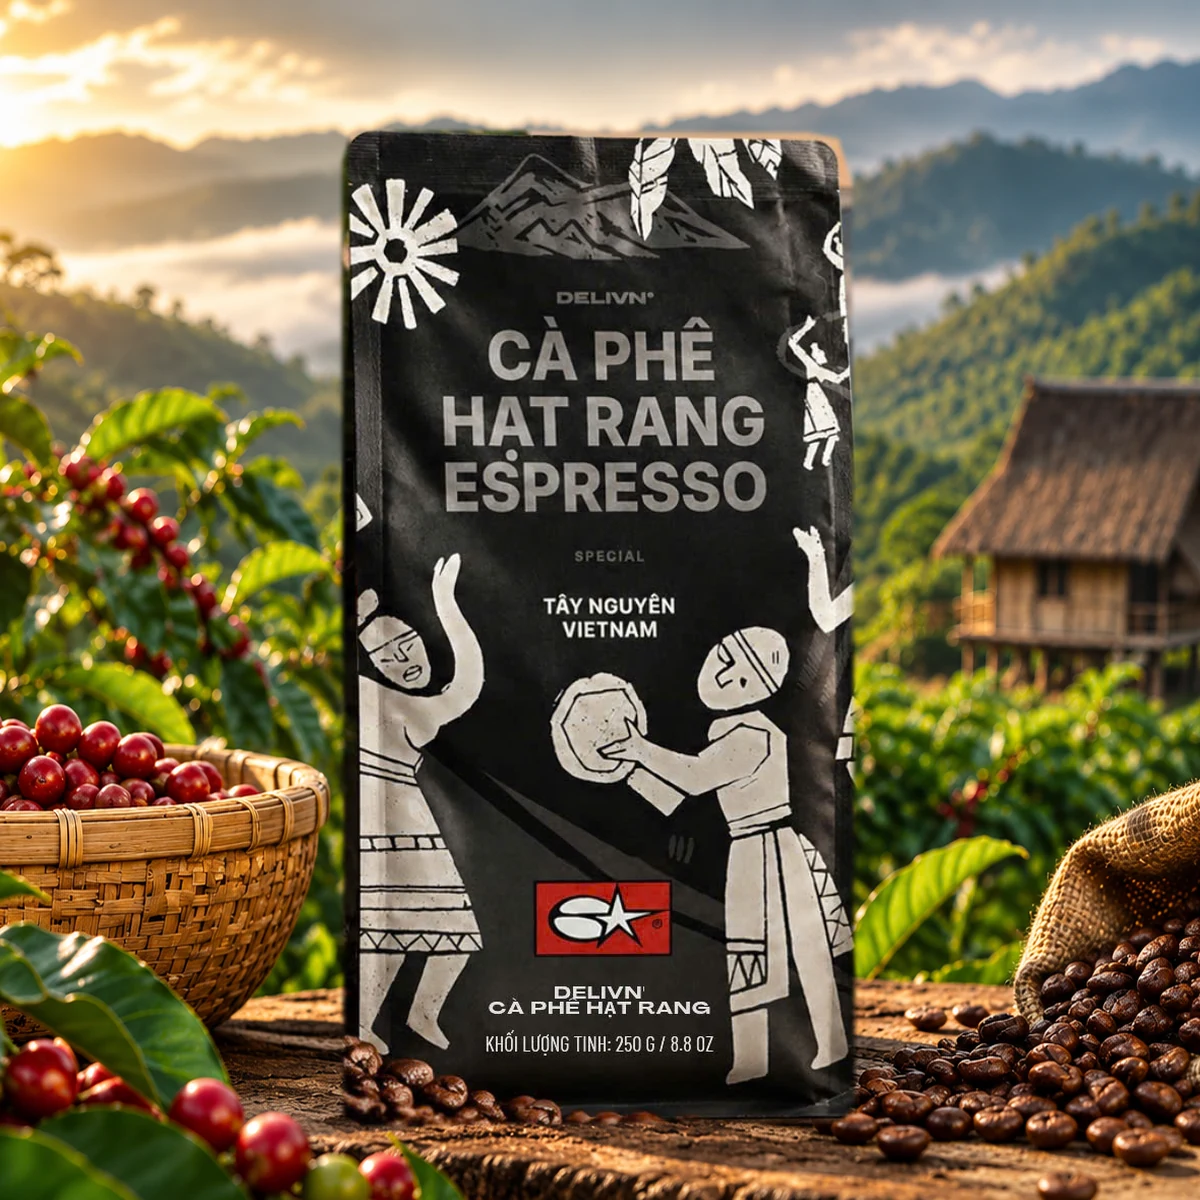 DELIVN®
CÀ PHÊ
HẠT RANG
ESPRESSO
SPECIAL
TÂY NGUYÊN
VIETNAM
DELIVN'
CÀ PHÊ HẠT RANG
KHỐI LƯỢNG TỊNH: 250 G / 8.8 OZ